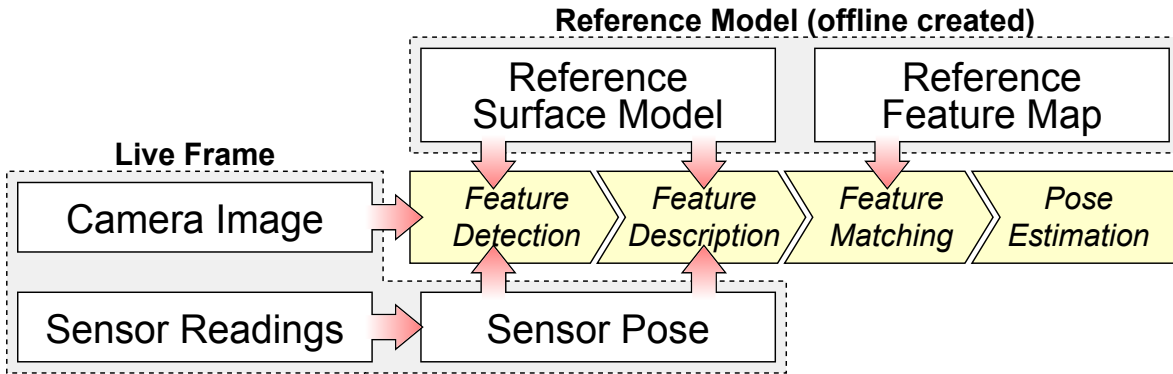 Reference Model (offline created)
Reference
Surface Model
Reference
Feature Map
Live Frame
Camera Image
Feature
Detection
Feature
Description
Feature
Matching
Pose
Estimation
Sensor Readings
Sensor Pose